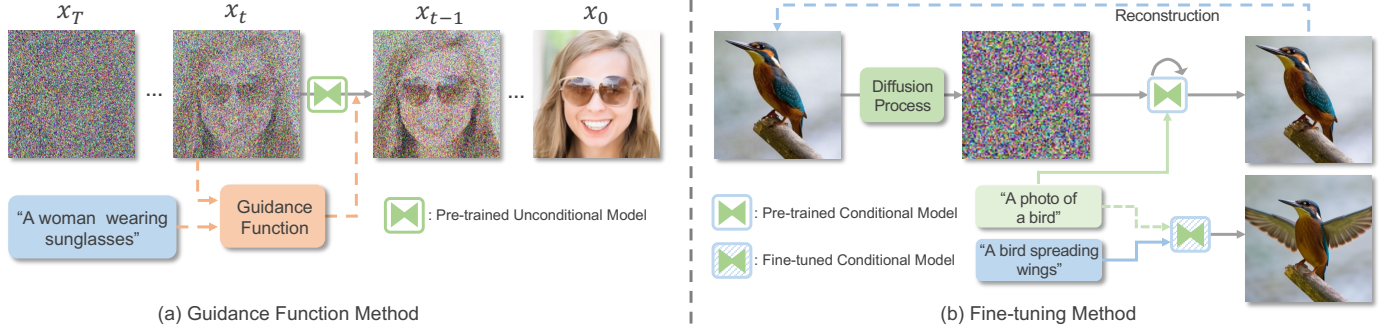 x_T
x_t
x_{t-1}
x_0
...
...
“A woman wearing
sunglasses”
Guidance
Function
: Pre-trained Unconditional Model
(a) Guidance Function Method
Reconstruction
Diffusion
Process
: Pre-trained Conditional Model
: Fine-tuned Conditional Model
“A photo of
a bird”
“A bird spreading
wings”
(b) Fine-tuning Method